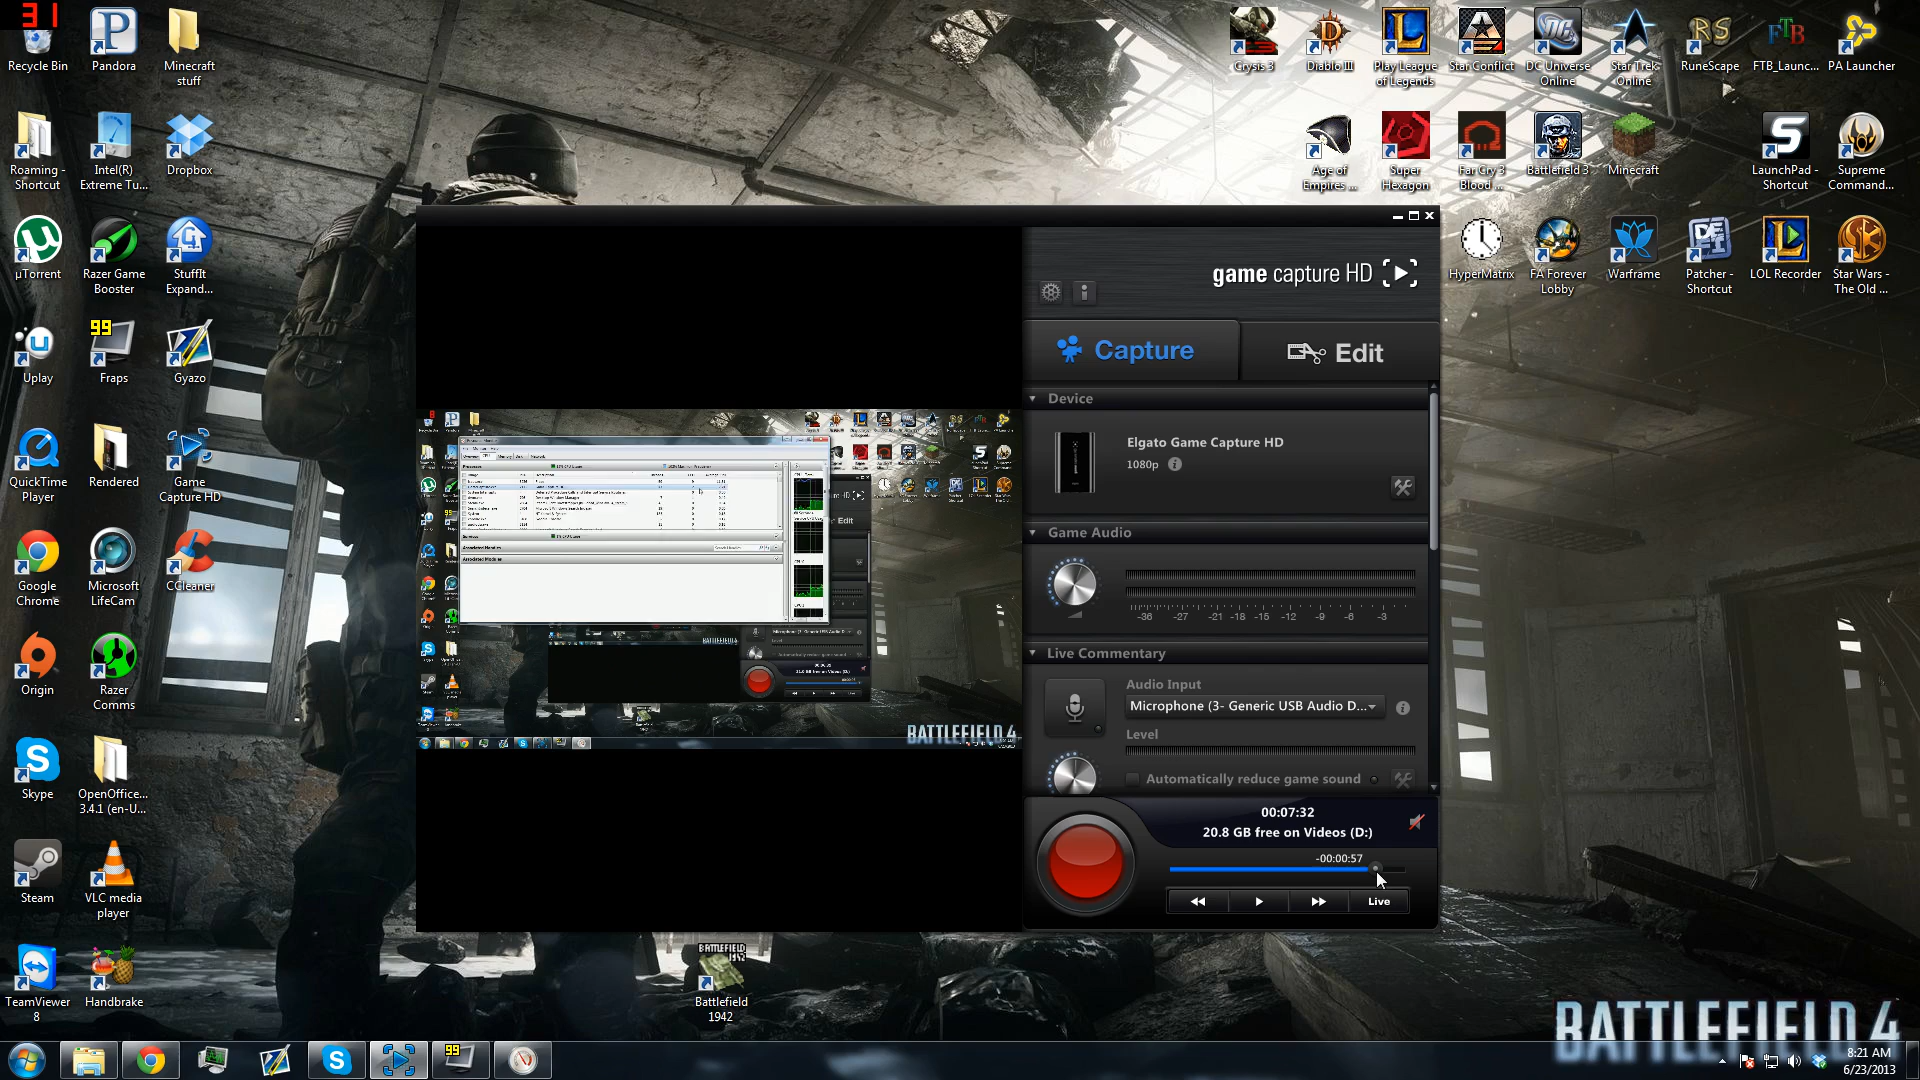 31
Recycle Bin
Pandora
Minecraft
stuff
Crysis 3
Diablo III
Play League
of Legends
Star Conflict
DC Universe
Online
Star Trek
Online
RuneScape
FTB_Launc...
PA Launcher
Roaming -
Shortcut
Intel(R)
Extreme Tu...
Dropbox
Age of
Empires ...
Super
Hexagon
Far Cry 3
Blood ...
Battlefield 3
Minecraft
LaunchPad -
Shortcut
Supreme
Command...
µTorrent
Razer Game
Booster
StuffIt
Expand...
HyperMatrix
FA Forever
Lobby
Warframe
Patcher -
Shortcut
LOL Recorder
Star Wars -
The Old ...
99
Uplay
Fraps
Gyazo
QuickTime
Player
Rendered
Game
Capture HD
Google
Chrome
Microsoft
LifeCam
CCleaner
Origin
Razer
Comms
Skype
OpenOffice...
3.4.1 (en-U...
Steam
VLC media
player
TeamViewer
8
Handbrake
BATTLEFIELD
1942
Battlefield
1942
game capture HD
Capture
Edit
Device
Elgato Game Capture HD
1080p
Game Audio
-36 -27 -21 -18 -15 -12 -9 -6 -3
Live Commentary
Audio Input
Microphone (3- Generic USB Audio D...
Level
Automatically reduce game sound
00:07:32
20.8 GB free on Videos (D:)
-00:00:57
Live
BATTLEFIELD 4
BATTLEFIELD 4
99
8:21 AM
6/23/2013